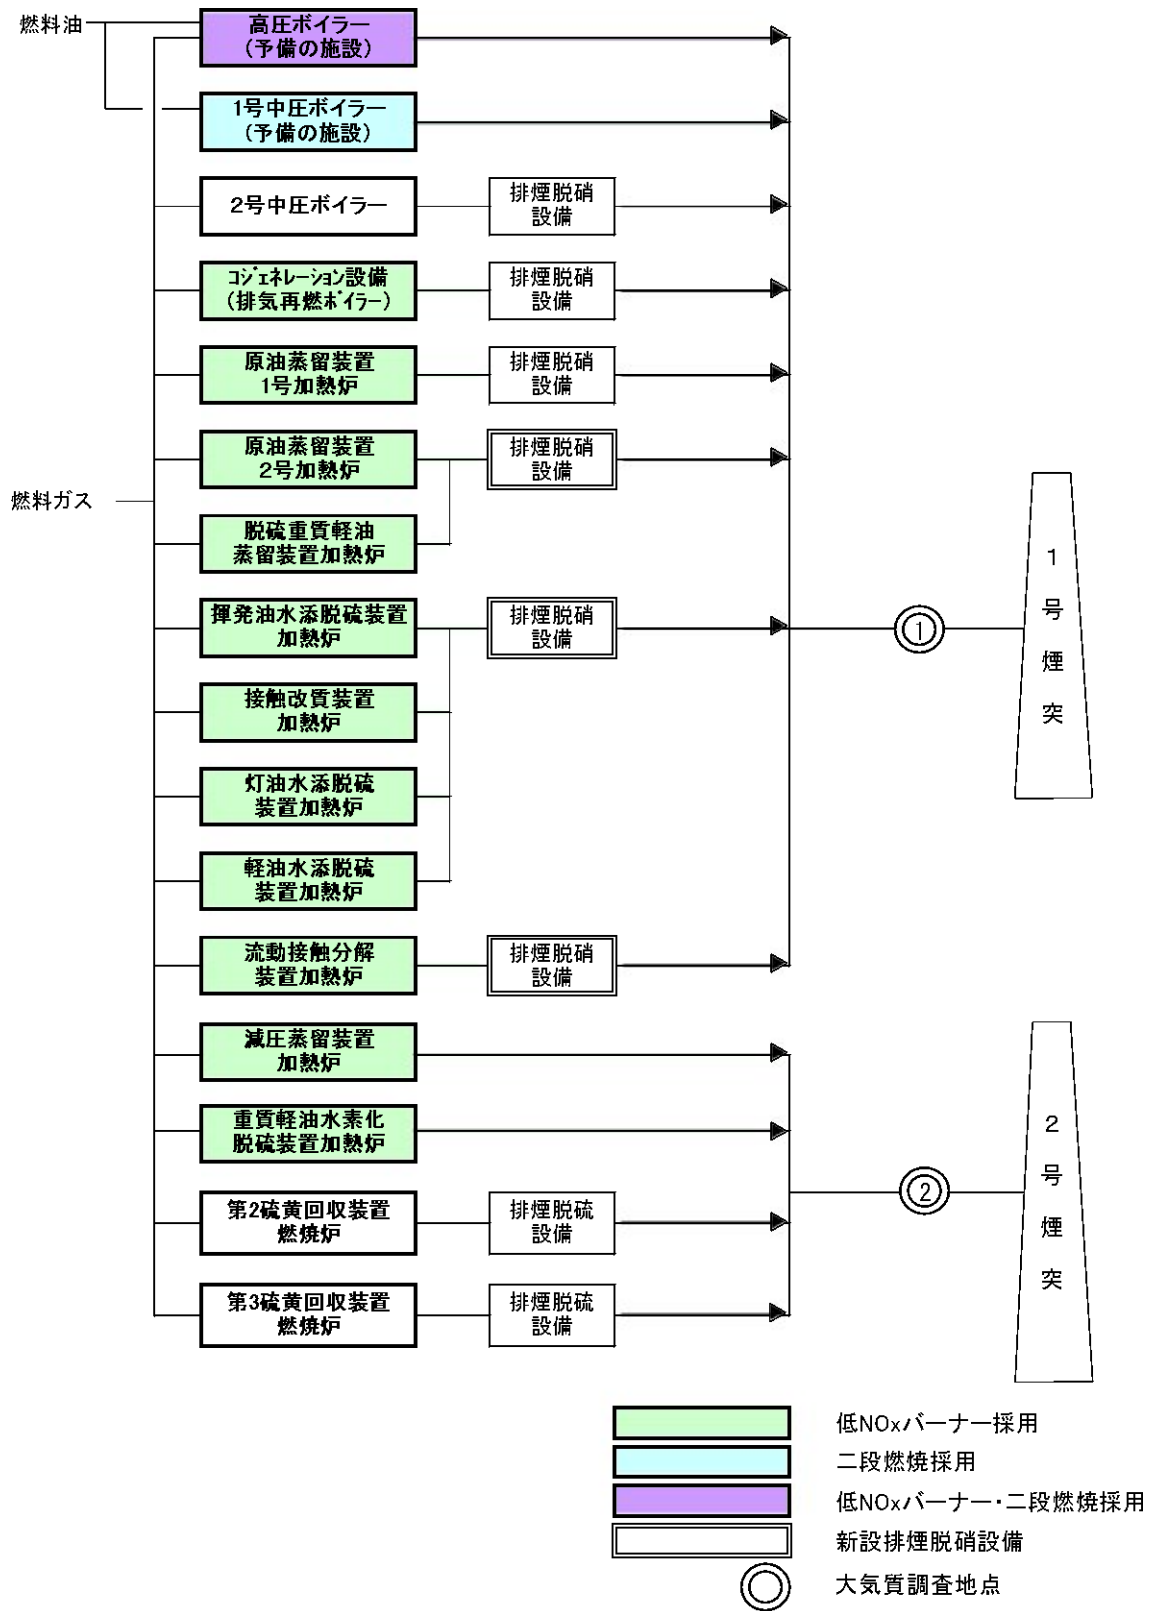 燃料油
高圧ボイラー
(予備の施設)
1号中圧ボイラー
(予備の施設)
2号中圧ボイラー
排煙脱硝
設備
コジェネレーション設備
(排気再燃ボイラー)
排煙脱硝
設備
原油蒸留装置
1号加熱炉
排煙脱硝
設備
原油蒸留装置
2号加熱炉
排煙脱硝
設備
燃料ガス
脱硫重質軽油
蒸留装置加熱炉
揮発油水添脱硫装置
加熱炉
排煙脱硝
設備
接触改質装置
加熱炉
灯油水添脱硫
装置加熱炉
軽油水添脱硫
装置加熱炉
流動接触分解
装置加熱炉
排煙脱硝
設備
1
1号煙突
減圧蒸留装置
加熱炉
重質軽油水素化
脱硫装置加熱炉
第2硫黄回収装置
燃焼炉
排煙脱硫
設備
第3硫黄回収装置
燃焼炉
排煙脱硫
設備
2
2号煙突
低NOxバーナー採用
二段燃焼採用
低NOxバーナー・二段燃焼採用
新設排煙脱硝設備
大気質調査地点